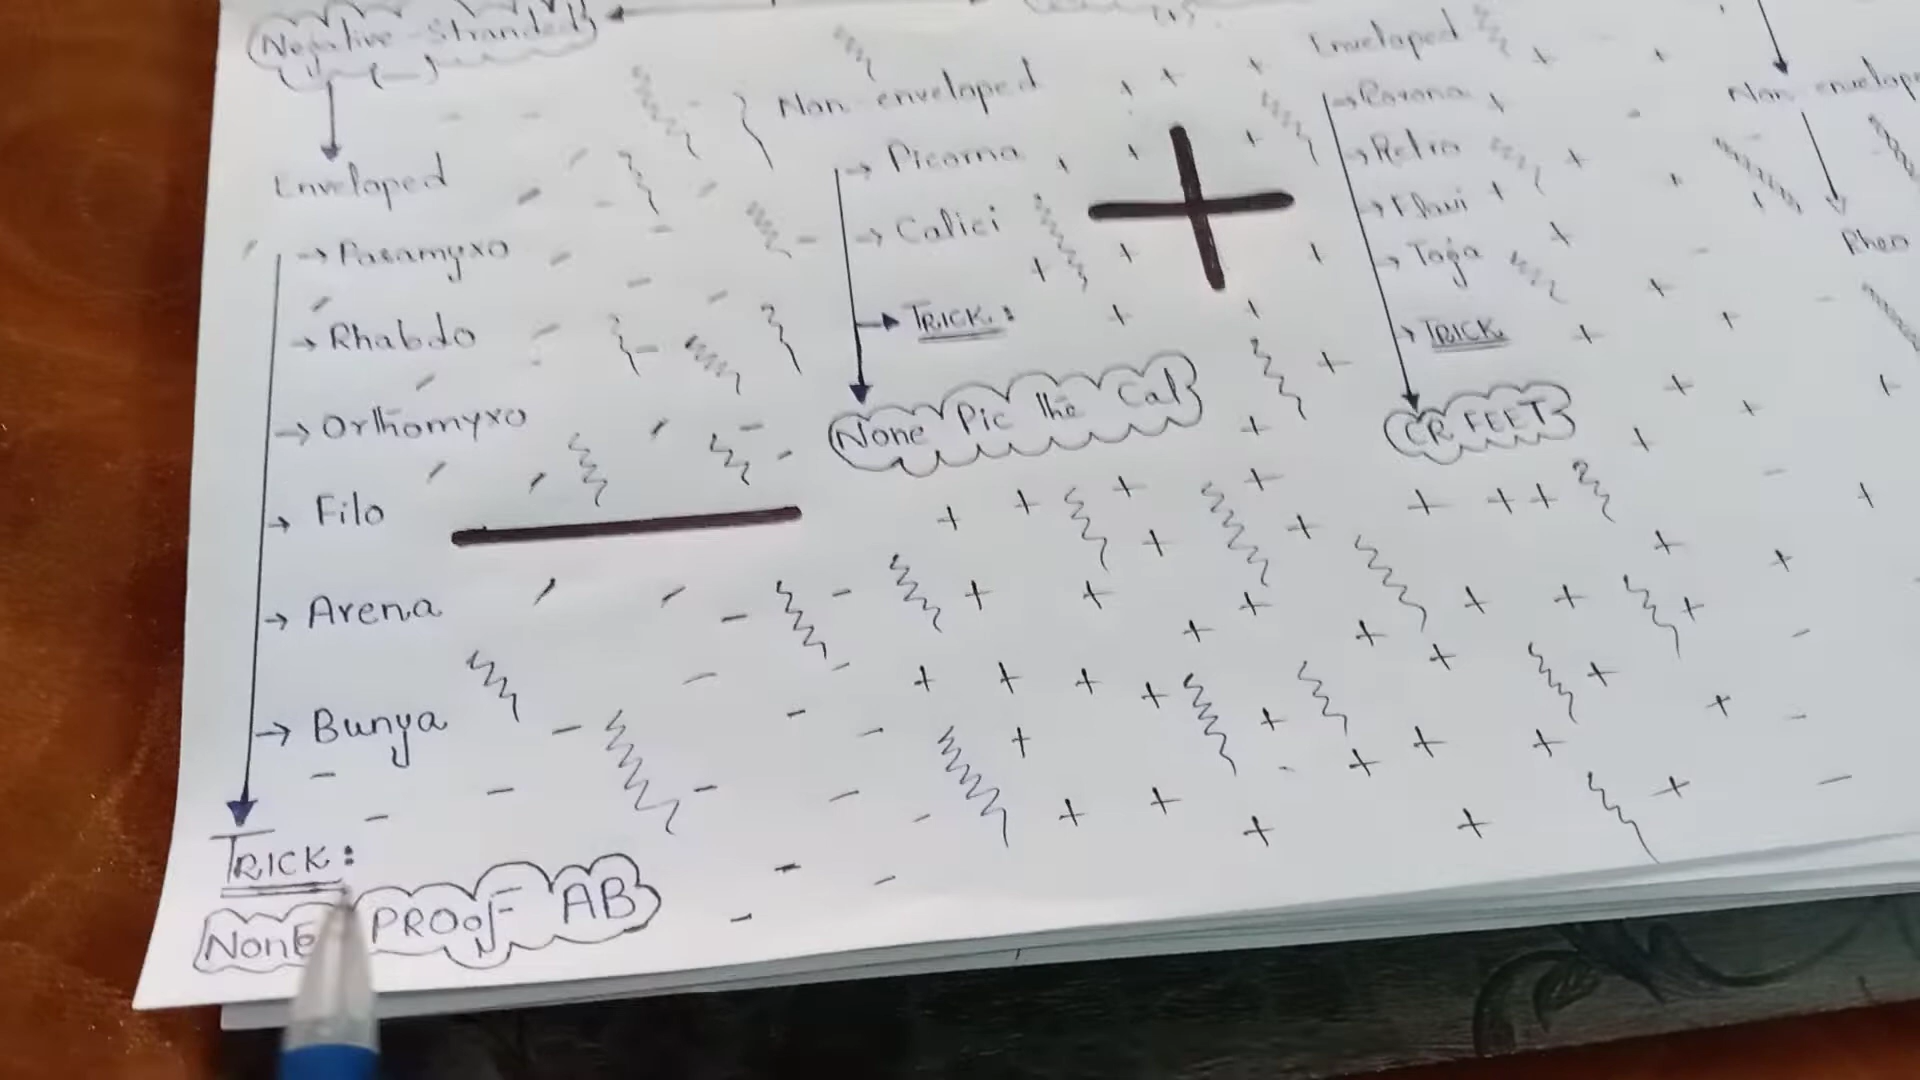 Negative-Stranded
(-)
Enveloped
→ Paramyxo
→ Rhabdo
→ Orthomyxo
→ Filo
→ Arena
→ Bunya
TRICK:
NonE PROOF AB
Non-enveloped
→ Picorna
→ Calici
→ TRICK:
None Pic The Cal
Enveloped
→ Corona
→ Retro
→ Flavi
→ Toga
→ TRICK
CR FEET
Non envelope
Rheo